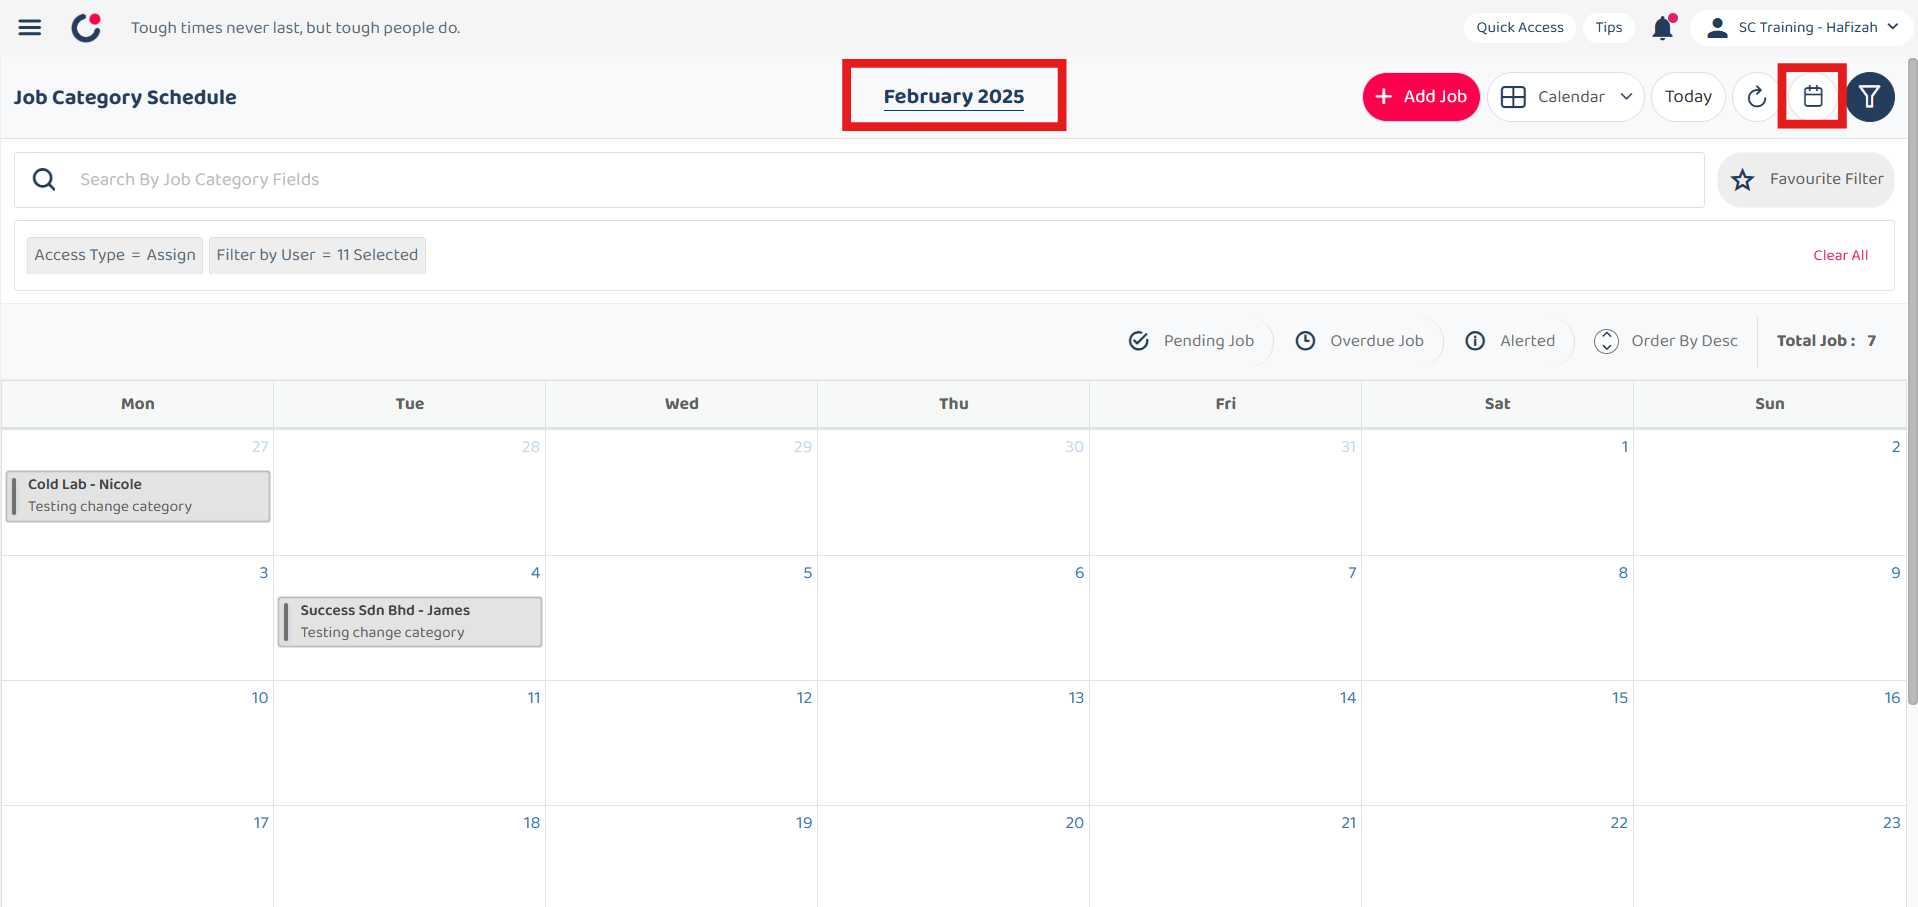 Tough times never last, but tough people do.
Quick Access
Tips
SC Training - Hafizah
Job Category Schedule
February 2025
+ Add Job
Calendar
Today
Search By Job Category Fields
Favourite Filter
Access Type = Assign
Filter by User = 11 Selected
Clear All
Pending Job
Overdue Job
Alerted
Order By Desc
Total Job : 7
Mon Tue Wed Thu Fri Sat Sun
27 28 29 30 31 1 2
Cold Lab - Nicole
Testing change category
3 4 5 6 7 8 9
Success Sdn Bhd - James
Testing change category
10 11 12 13 14 15 16
17 18 19 20 21 22 23